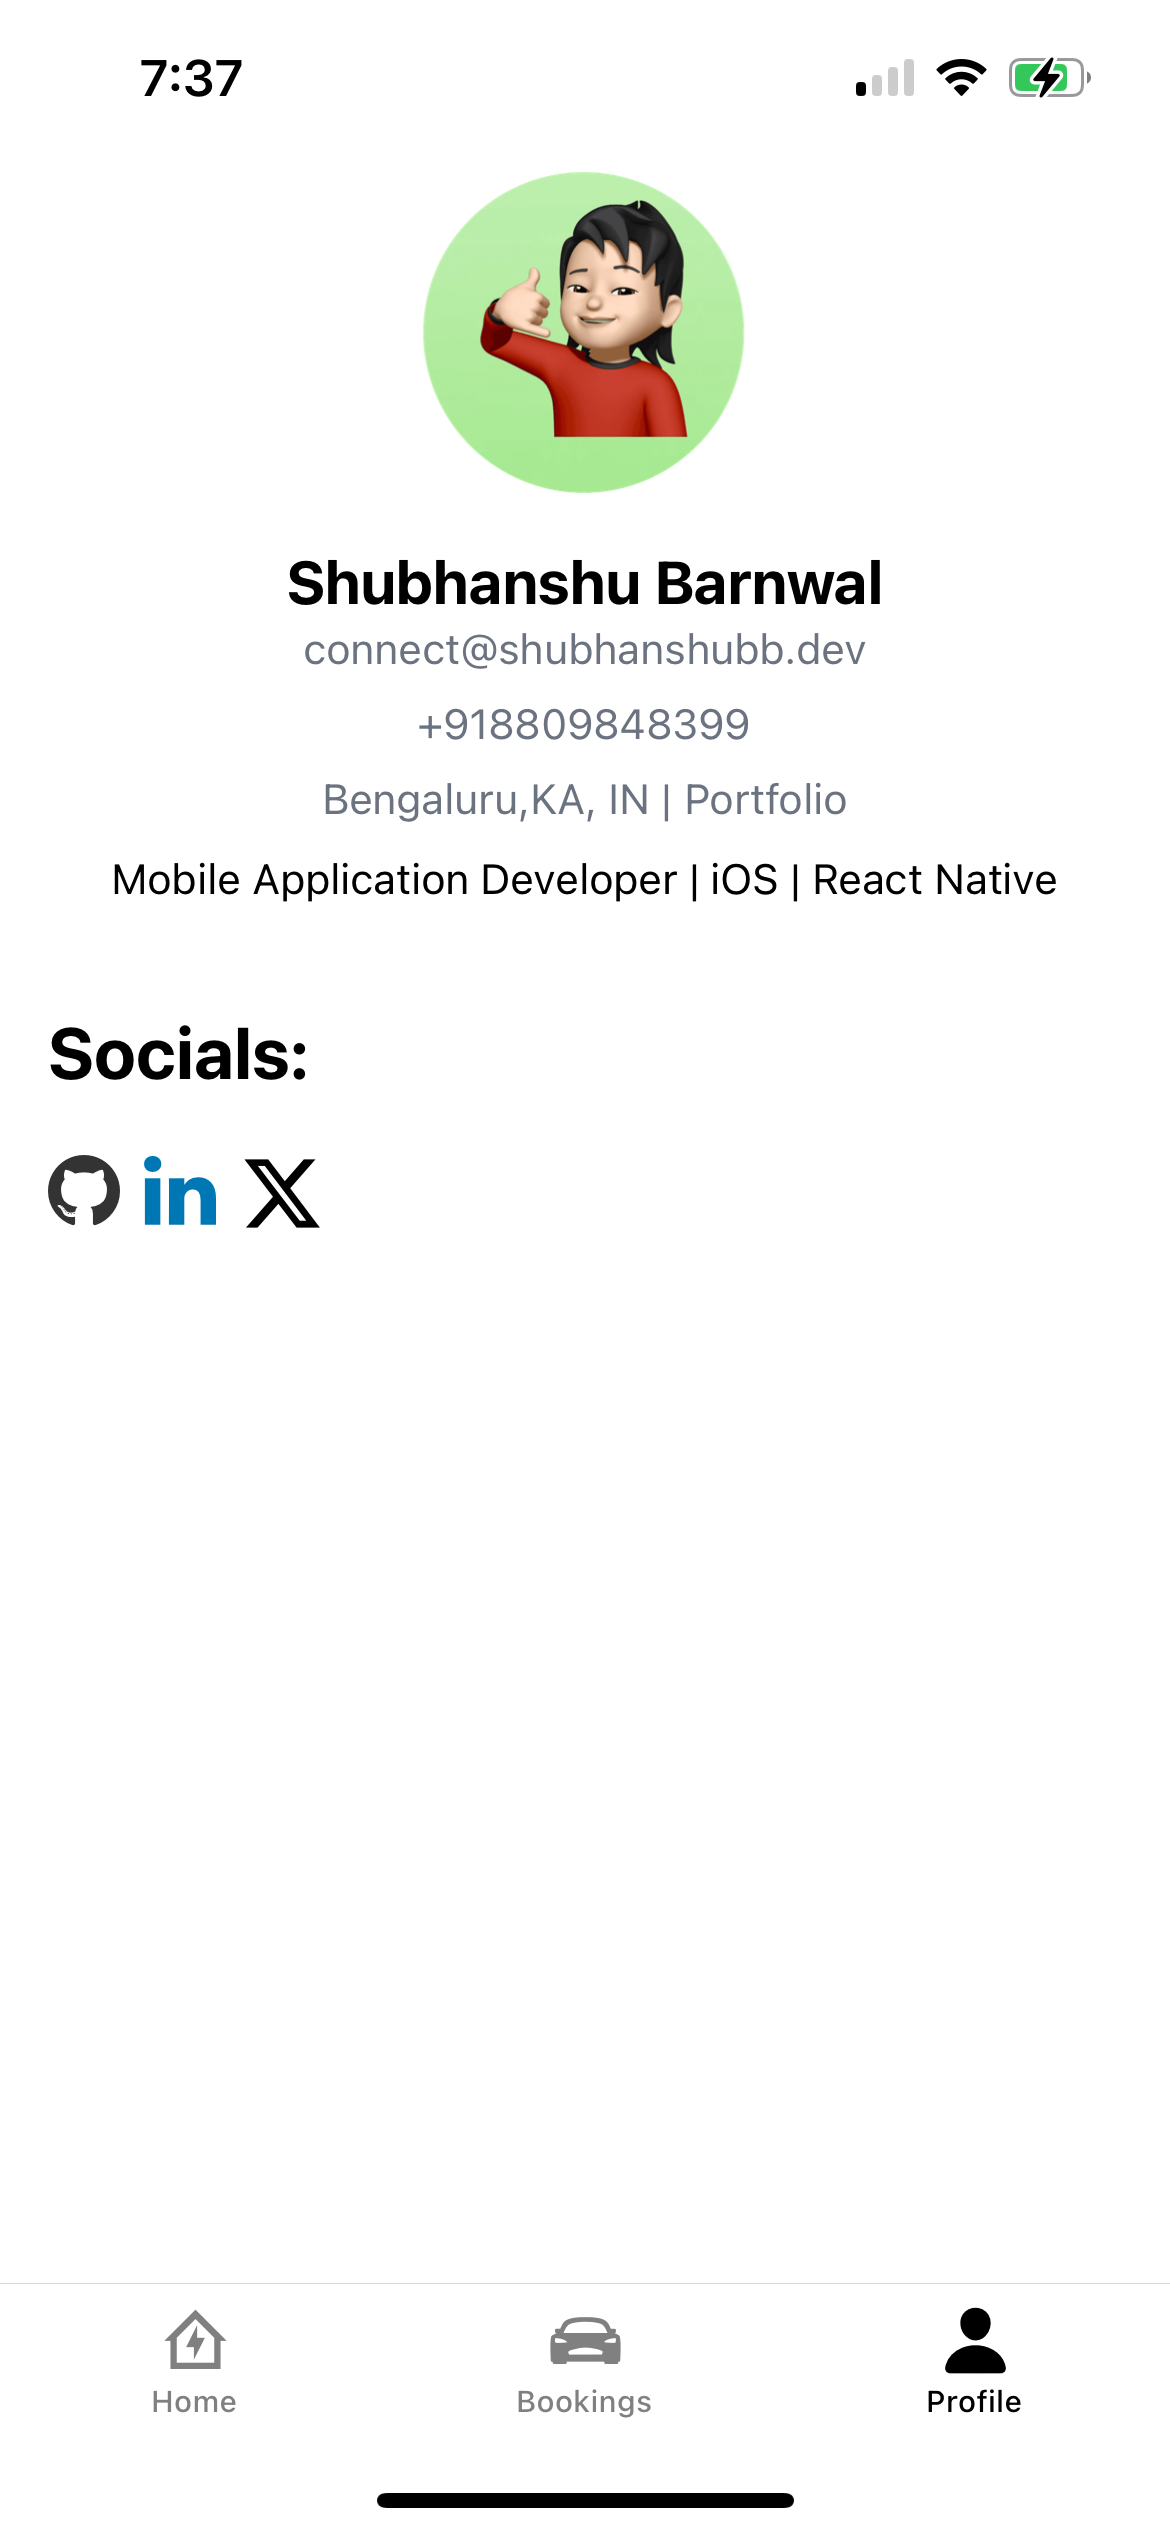 7:37
Shubhanshu Barnwal
connect@shubhanshubb.dev
+918809848399
Bengaluru,KA, IN | Portfolio
Mobile Application Developer | iOS | React Native
Socials:
in X
Home Bookings Profile